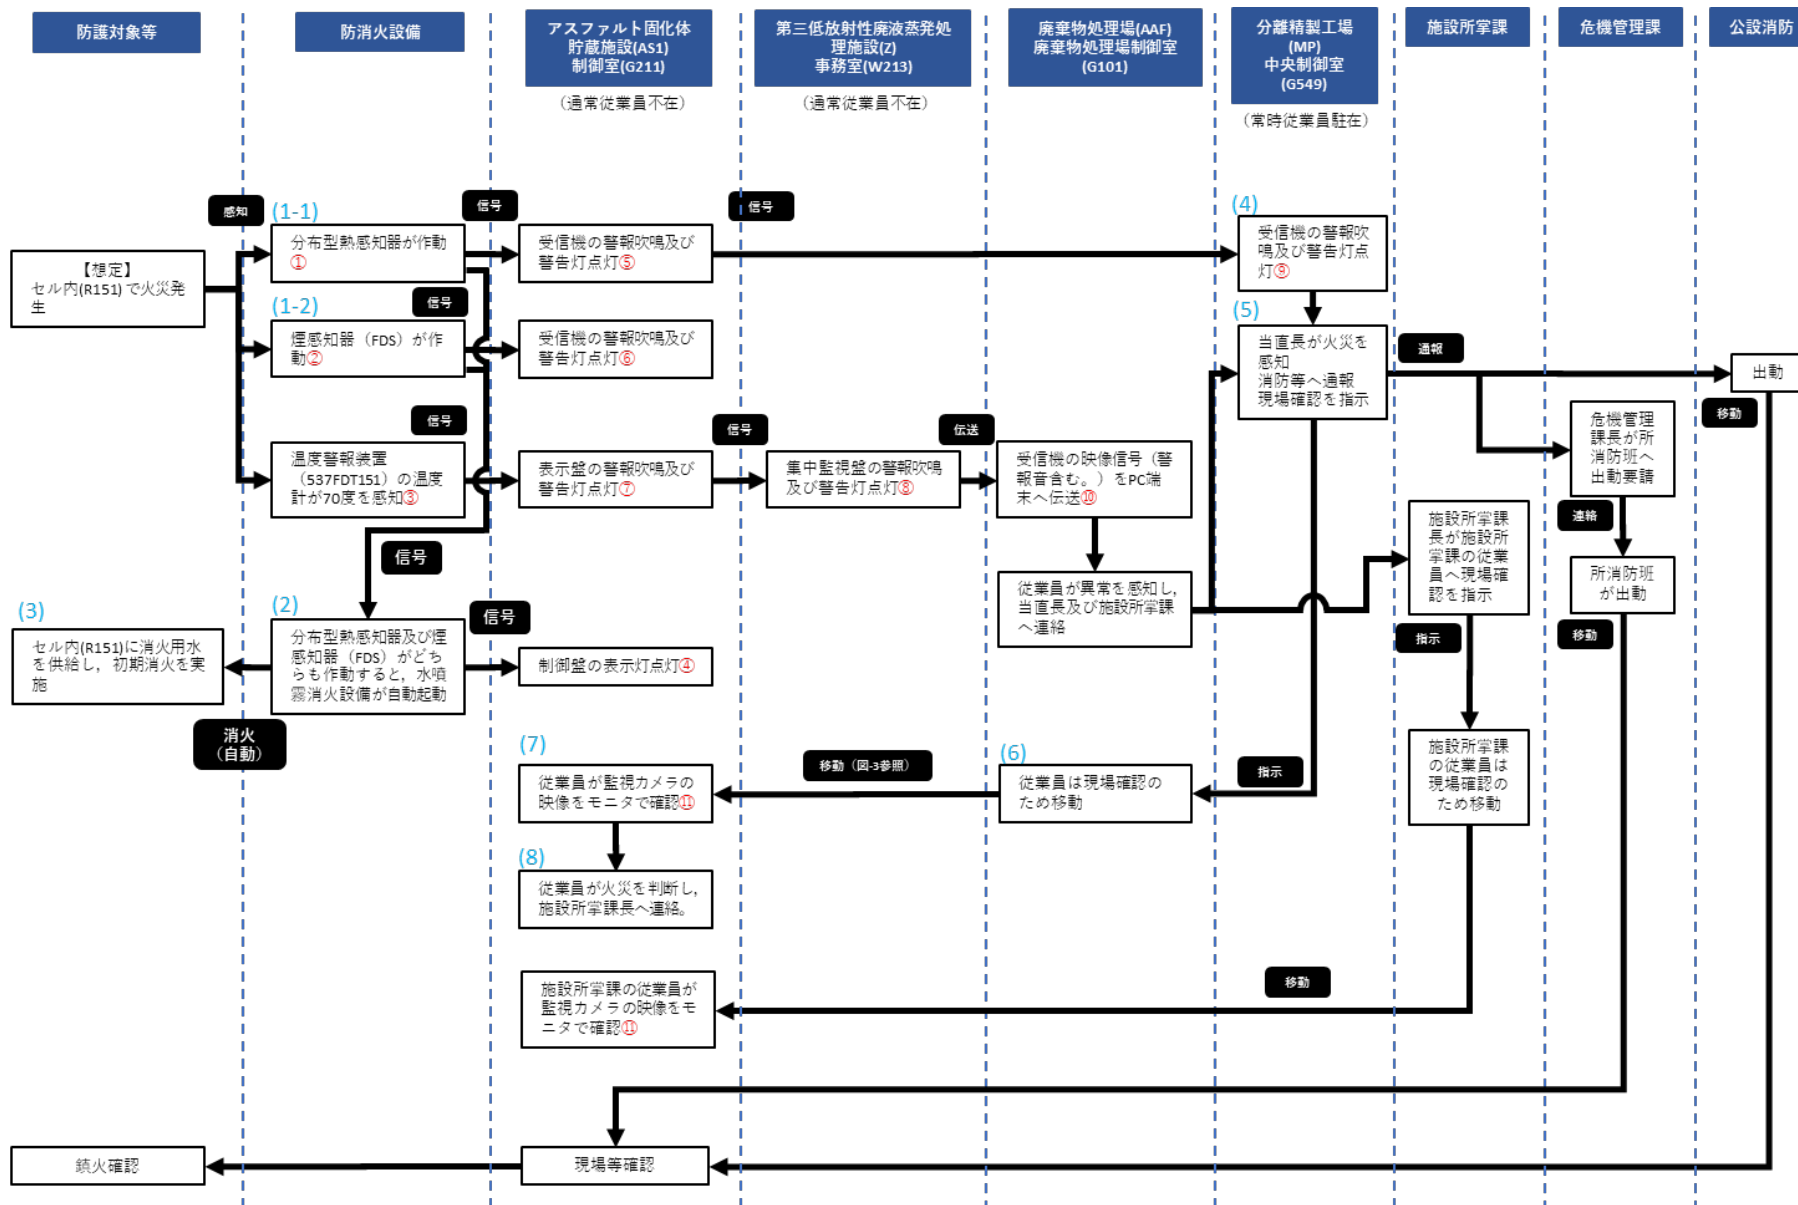 防護対象等
防消火設備
アスファルト固化体
貯蔵施設(AS1)
制御室(G211)
(通常従業員不在)
第三低放射性廃液蒸発処
理施設(Z)
事務室(W213)
(通常従業員不在)
廃棄物処理場(AAF)
廃棄物処理場制御室
(G101)
分離精製工場
(MP)
中央制御室
(G549)
(常時従業員駐在)
施設所掌課
危機管理課
公設消防
感知
信号
信号
【想定】
セル内(R151)で火災発
生
(1-1)
分布型熱感知器が作動
①
受信機の警報吹鳴及び
警告灯点灯⑤
(4)
受信機の警報吹
鳴及び警告灯点
灯⑨
信号
(1-2)
煙感知器（FDS）が作
動②
受信機の警報吹鳴及び
警告灯点灯⑥
(5)
当直長が火災を
感知
消防等へ通報
現場確認を指示
通報
出動
移動
危機管理
課長が所
消防班へ
出動要請
連絡
所消防班
が出動
移動
信号
温度警報装置
（537FDT151）の温度
計が70度を感知③
表示盤の警報吹鳴及び
警告灯点灯⑦
信号
集中監視盤の警報吹鳴
及び警告灯点灯⑧
伝送
受信機の映像信号（警
報音含む。）をPC端
末へ伝送⑩
従業員が異常を感知し，
当直長及び施設所掌課
へ連絡
施設所掌課
長が施設所
掌課の従業
員へ現場確
認を指示
指示
施設所掌課
の従業員は
現場確認の
ため移動
信号
(2)
分布型熱感知器及び煙
感知器（FDS）がどち
らも作動すると，水噴
霧消火設備が自動起動
信号
制御盤の表示灯点灯④
(3)
セル内(R151)に消火用水
を供給し，初期消火を実
施
消火
（自動）
指示
(6)
従業員は現場確認の
ため移動
移動（図-3参照）
(7)
従業員が監視カメラの
映像をモニタで確認⑪
(8)
従業員が火災を判断し，
施設所掌課長へ連絡。
移動
施設所掌課の従業員が
監視カメラの映像をモ
ニタで確認⑪
現場等確認
鎮火確認